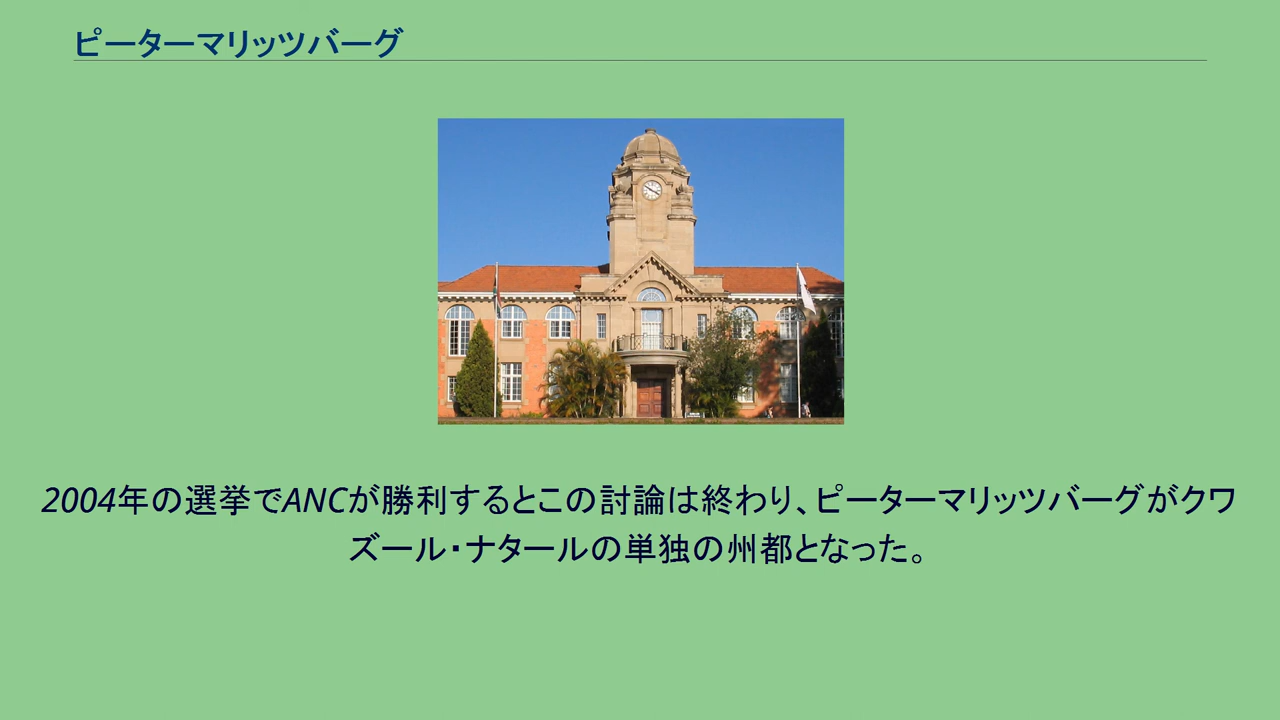 ピーターマリッツバーグ
2004年の選挙でANCが勝利するとこの討論は終わり、ピーターマリッツバーグがクワ
ズール・ナタールの単独の州都となった。